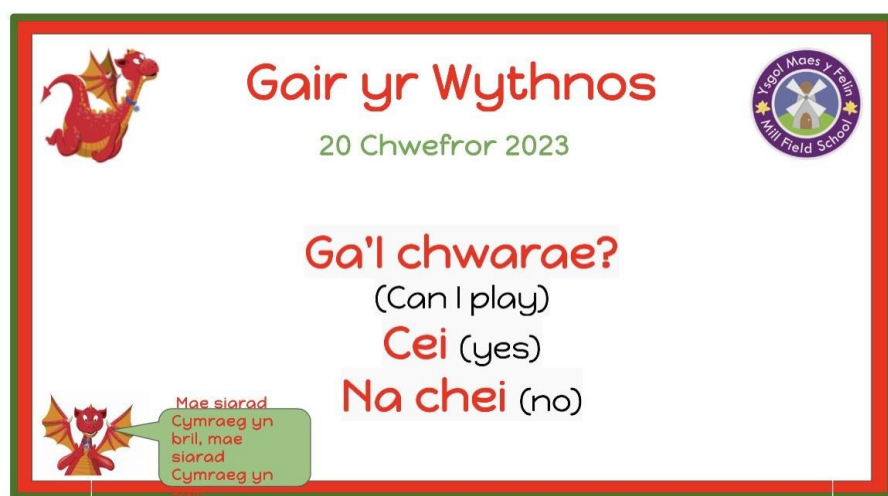 Gair yr Wythnos
20 Chwefror 2023
Ysgol Maes y Felin
Mill Field School
Ga'I chwarae?
(Can I play)
Cei (yes)
Na chei (no)
Mae siarad
Cymraeg yn
bril, mae
siarad
Cymraeg yn